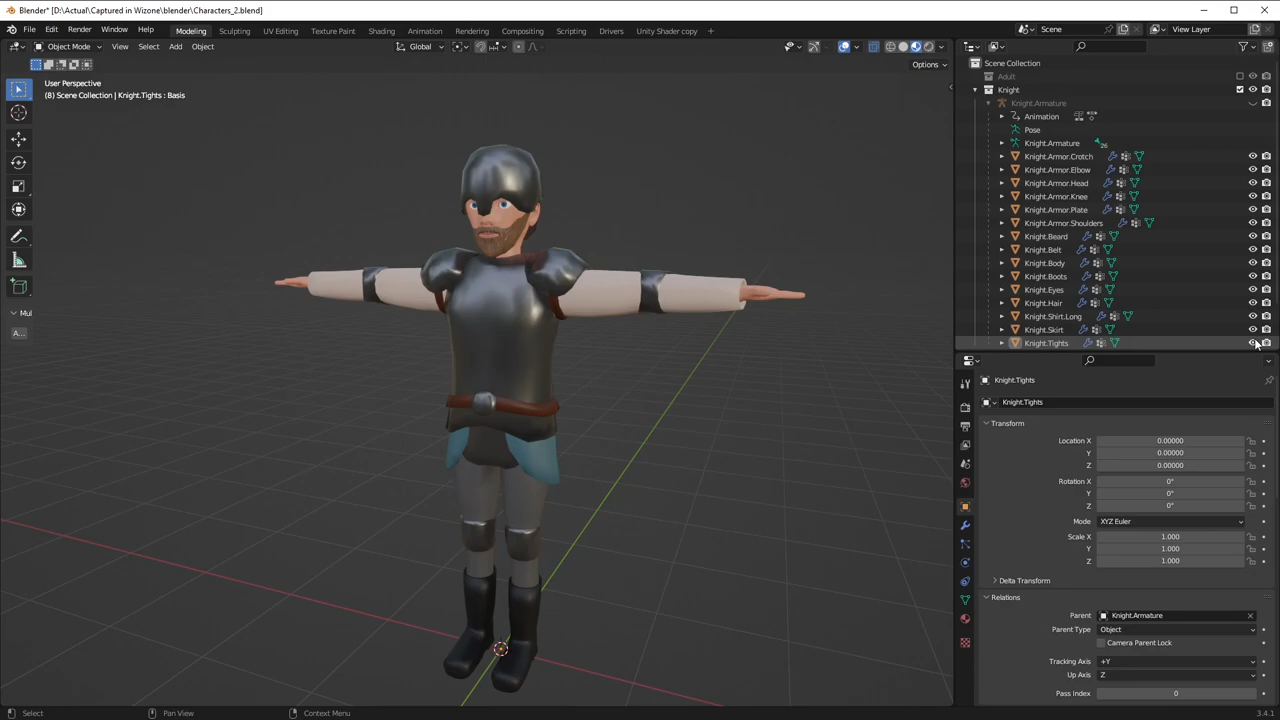 Blender* [D:\Actual\Captured in Wizone\blender\Characters_2.blend]
File Edit Render Window Help Modeling Sculpting UV Editing Texture Paint Shading Animation Rendering Compositing Scripting Drivers Unity Shader copy + Scene View Layer
Object Mode View Select Add Object Global
Options
User Perspective
(8) Scene Collection | Knight.Tights : Basis
Mul
A...
Scene Collection
Adult
Knight
Knight.Armature
Animation
Pose
Knight.Armature 26
Knight.Armor.Crotch
Knight.Armor.Elbow
Knight.Armor.Head
Knight.Armor.Knee
Knight.Armor.Plate
Knight.Armor.Shoulders
Knight.Beard
Knight.Belt
Knight.Body
Knight.Boots
Knight.Eyes
Knight.Hair
Knight.Shirt.Long
Knight.Skirt
Knight.Tights
Knight.Tights
Knight.Tights
Transform
Location X 0.00000
Y 0.00000
Z 0.00000
Rotation X 0°
Y 0°
Z 0°
Mode XYZ Euler
Scale X 1.000
Y 1.000
Z 1.000
Delta Transform
Relations
Parent Knight.Armature
Parent Type Object
Camera Parent Lock
Tracking Axis +Y
Up Axis Z
Pass Index 0
Select Pan View Context Menu 3.4.1